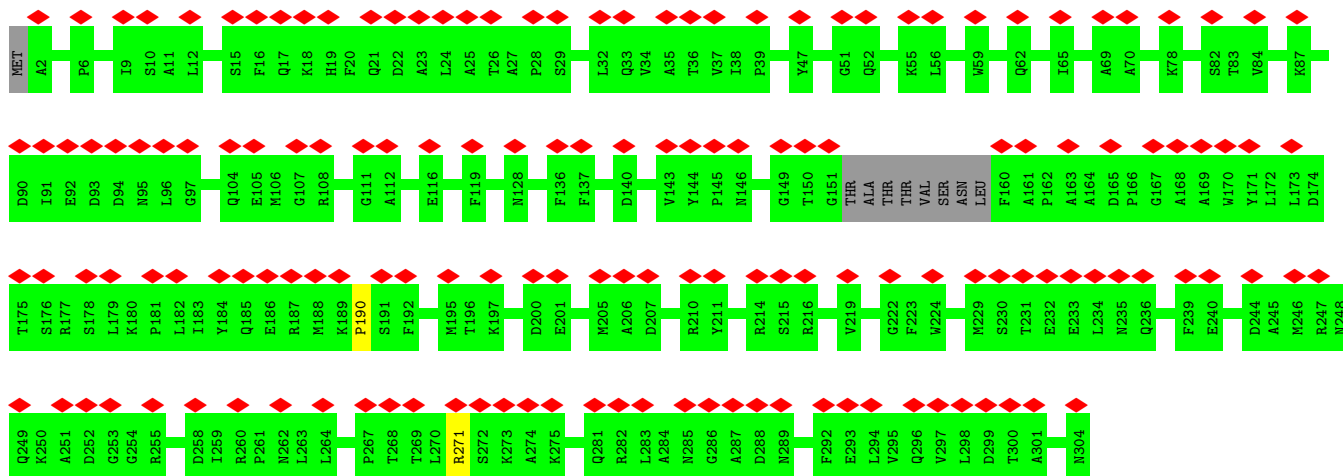 MET A2 P6 I9 S10 A11 L12 S15 F16 Q17 K18 H19 F20 Q21 D22 A23 L24 A25 T26 A27 P28 S29 L32 Q33 V34 A35 T36 V37 I38 P39 Y47 G51 Q52 K55 L56 W59 Q62 I65 A69 A70 K78 S82 T83 V84 K87
D90 I91 E92 D93 D94 N95 L96 G97 Q104 E105 M106 G107 R108 G111 A112 E116 F119 N128 F136 F137 D140 V143 Y144 P145 N146 G149 T150 G151 THR ALA THR THR VAL SER ASN LEU F160 A161 P162 A163 A164 D165 P166 G167 A168 A169 W170 Y171 L172 L173 D174
T175 S176 R177 S178 L179 K180 P181 L182 I183 Y184 Q185 E186 R187 M188 K189 P190 S191 F192 M195 T196 K197 D200 E201 M205 A206 D207 R210 Y211 R214 S215 R216 V219 G222 F223 W224 M229 S230 T231 E232 E233 L234 N235 Q236 F239 E240 D244 A245 M246 R247 N248
Q249 K250 A251 D252 G253 G254 R255 D258 I259 R260 P261 N262 L263 L264 P267 T268 T269 L270 R271 S272 K273 A274 K275 Q281 R282 L283 A284 N285 G286 A287 D288 N289 F292 E293 L294 V295 Q296 V297 L298 D299 T300 A301 N304